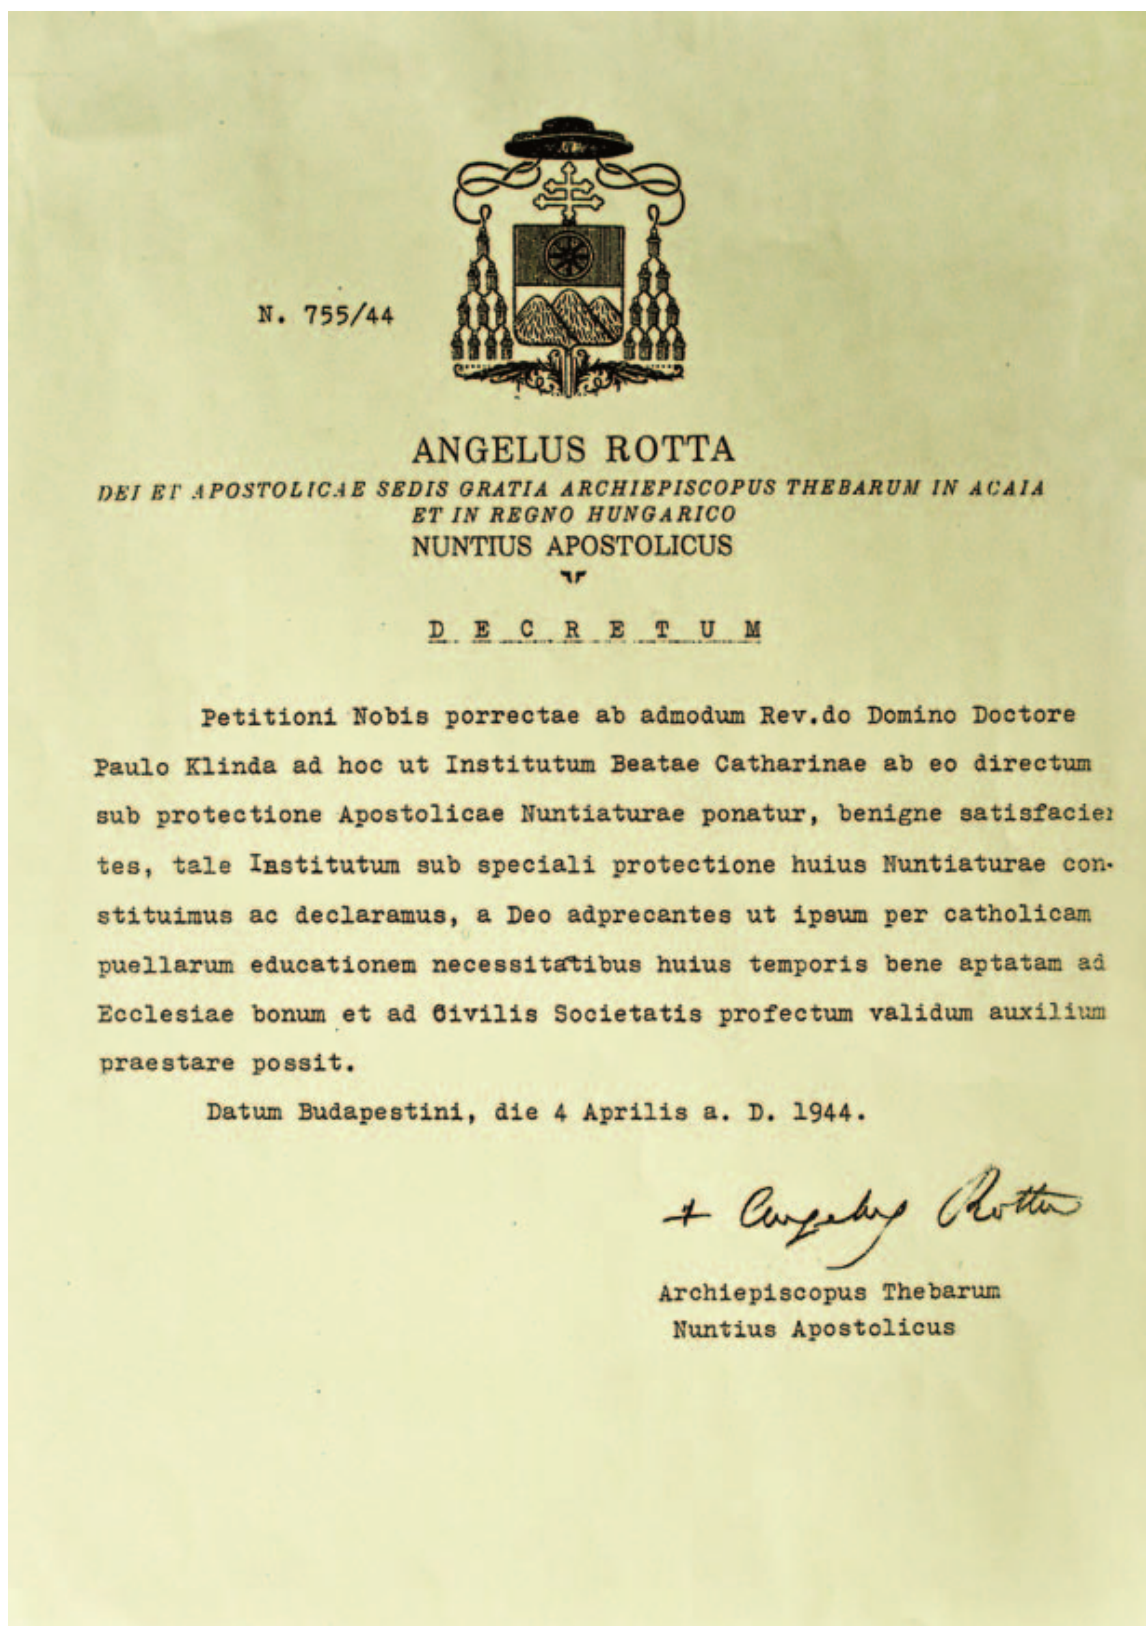 N. 755/44
ANGELUS ROTTA
DEI ET APOSTOLICAE SEDIS GRATIA ARCHIEPISCOPUS THEBARUM IN ACAIA
ET IN REGNO HUNGARICO
NUNTIUS APOSTOLICUS
DECRETUM
Petitioni Nobis porrectae ab admodum Rev.do Domino Doctore
Paulo Klinda ad hoc ut Institutum Beatae Catharinae ab eo directum
sub protectione Apostolicae Nuntiaturae ponatur, benigne satisfacien
tes, tale Institutum sub speciali protectione huius Nuntiaturae con-
stituimus ac declaramus, a Deo adprecantes ut ipsum per catholicam
puellarum educationem necessitatibus huius temporis bene aptatam ad
Ecclesiae bonum et ad Civilis Societatis profectum validum auxilium
praestare possit.
Datum Budapestini, die 4 Aprilis a. D. 1944.
+ Angelus Rotta
Archiepiscopus Thebarum
Nuntius Apostolicus